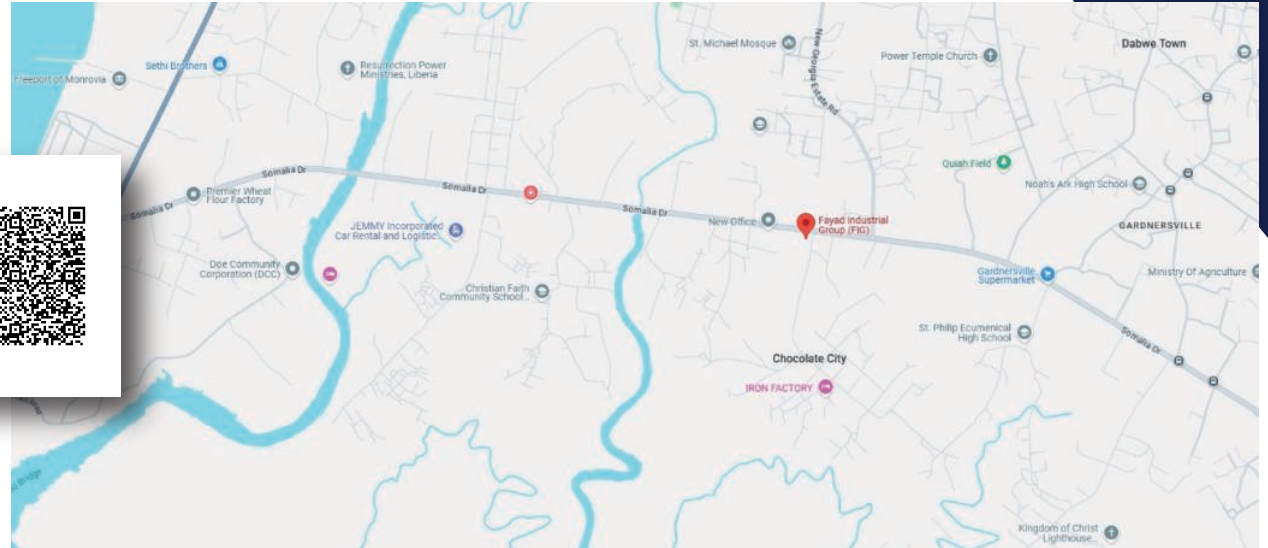 St. Michael Mosque
New Georgia Estate Rd
Power Temple Church
Dabwe Town
Sethi Brothers
Resurrection Power
Ministries, Liberia
Freeport of Monrovia
Quiah Field
Noah's Ark High School
Somalia Dr
Premier Wheat
Flour Factory
Somalia Dr
Somalia Dr
Somalia Dr
JEMMY Incorporated
Car Rental and Logistic...
New Office
Fayad Industrial
Group (FIG)
GARDNERSVILLE
Doe Community
Corporation (DCC)
Gardnersville
Supermarket
Ministry Of Agriculture
Christian Faith
Community School...
St. Philip Ecumenical
High School
Somalia Dr
Chocolate City
IRON FACTORY
Bridge
Kingdom of Christ
Lighthouse...